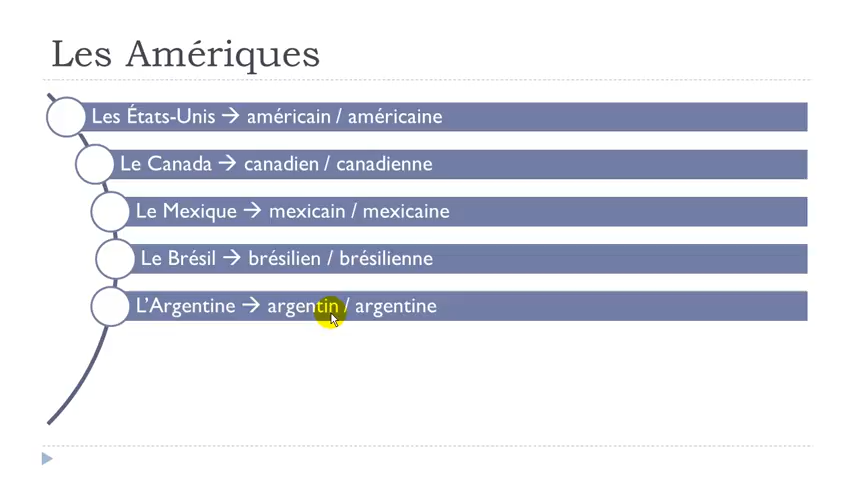 Les Amériques
Les États-Unis → américain / américaine
Le Canada → canadien / canadienne
Le Mexique → mexicain / mexicaine
Le Brésil → brésilien / brésilienne
L’Argentine → argentin / argentine